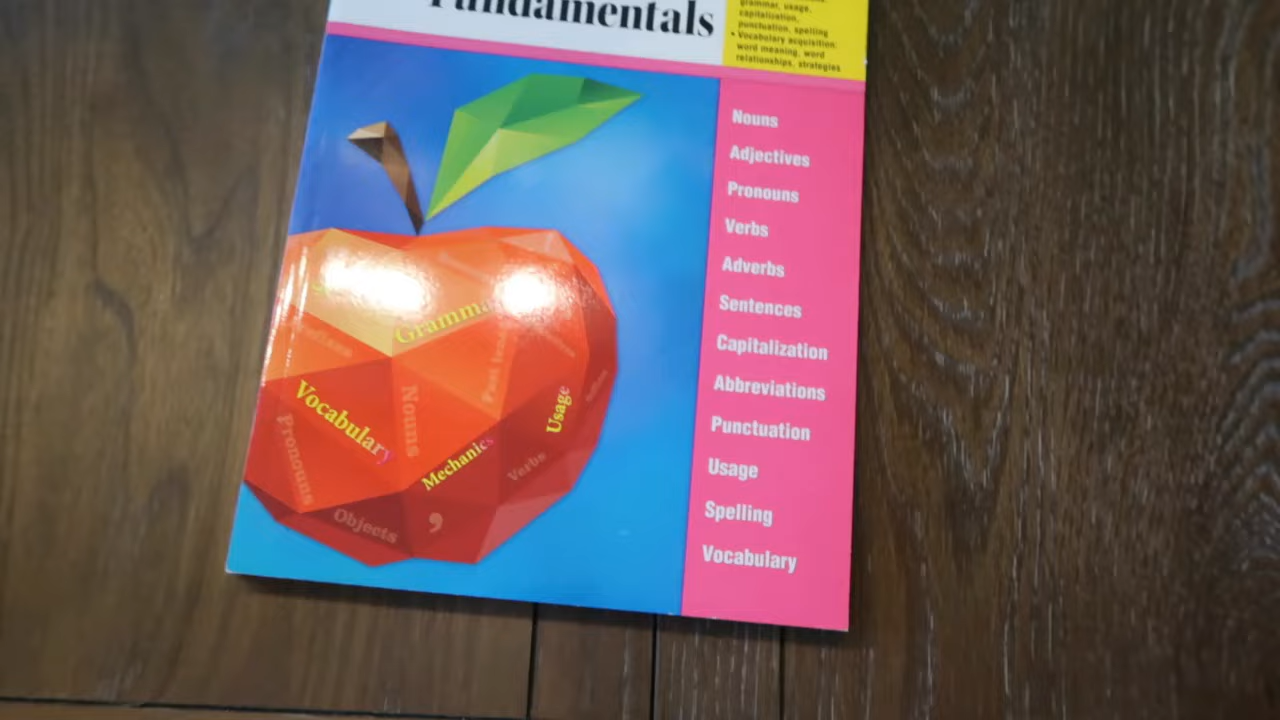 Fundamentals
grammar, usage,
capitalization,
punctuation, spelling
• Vocabulary acquisition:
word meaning, word
relationships, strategies
Nouns
Adjectives
Pronouns
Verbs
Adverbs
Sentences
Capitalization
Abbreviations
Punctuation
Usage
Spelling
Vocabulary
Grammar
Vocabulary
Nouns
Usage
Pronouns
Mechanics
Verbs
Objects
,